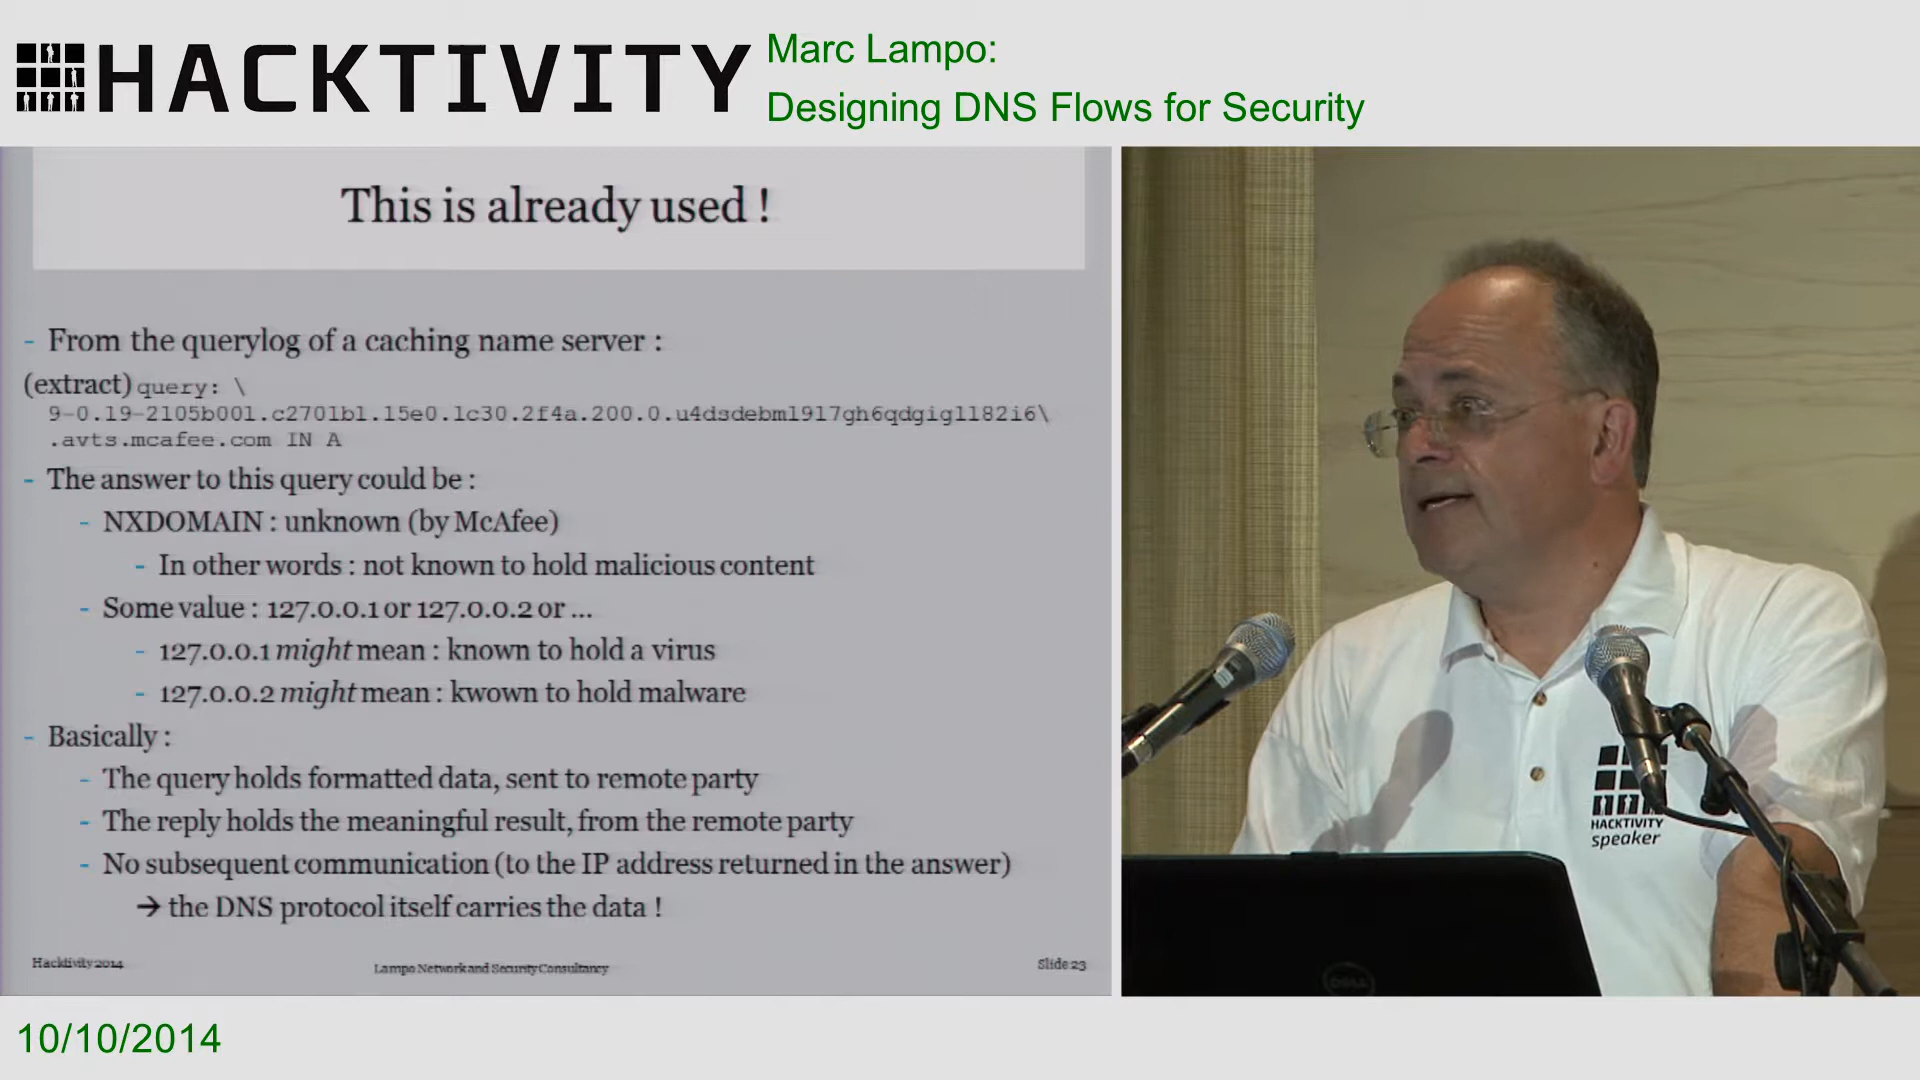 HACKTIVITY
Marc Lampo:
Designing DNS Flows for Security
This is already used !
- From the querylog of a caching name server :
(extract) query: \
9-0.19-2105b001.c2701b1.15e0.1c30.2f4a.200.0.u4dsdebm1917gh6qdgig1182i6\
.avts.mcafee.com IN A
- The answer to this query could be :
- NXDOMAIN : unknown (by McAfee)
- In other words : not known to hold malicious content
- Some value : 127.0.0.1 or 127.0.0.2 or ...
- 127.0.0.1 might mean : known to hold a virus
- 127.0.0.2 might mean : kwown to hold malware
- Basically :
- The query holds formatted data, sent to remote party
- The reply holds the meaningful result, from the remote party
- No subsequent communication (to the IP address returned in the answer)
→ the DNS protocol itself carries the data !
Hacktivity 2014
Lampo Network and Security Consultancy
Slide 23
HACKTIVITY
speaker
DELL
10/10/2014